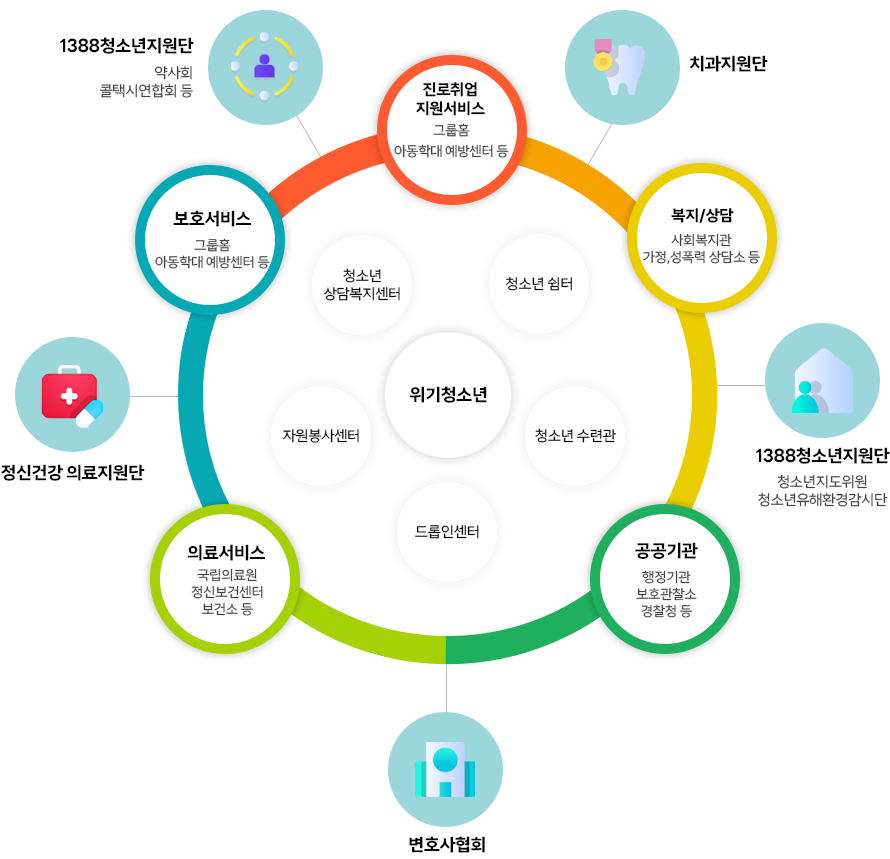 1388청소년지원단
약사회
콜택시연합회 등
치과지원단
진로취업
지원서비스
그룹홈
아동학대 예방센터 등
보호서비스
그룹홈
아동학대 예방센터 등
복지/상담
사회복지관
가정,성폭력 상담소 등
청소년
상담복지센터
청소년 쉼터
위기청소년
자원봉사센터
청소년 수련관
드롭인센터
정신건강 의료지원단
1388청소년지원단
청소년지도위원
청소년유해환경감시단
의료서비스
국립의료원
정신보건센터
보건소 등
공공기관
행정기관
보호관찰소
경찰청 등
변호사협회